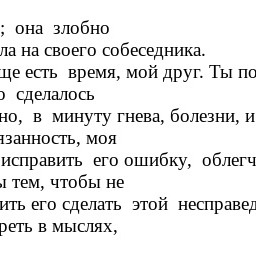 ; она злобно
ла на своего собеседника.
ще есть время, мой друг. Ты по
о сделалось
но, в минуту гнева, болезни, и
язанность, моя
исправить его ошибку, облегч
ы тем, чтобы не
ить его сделать этой несправед
реть в мыслях,